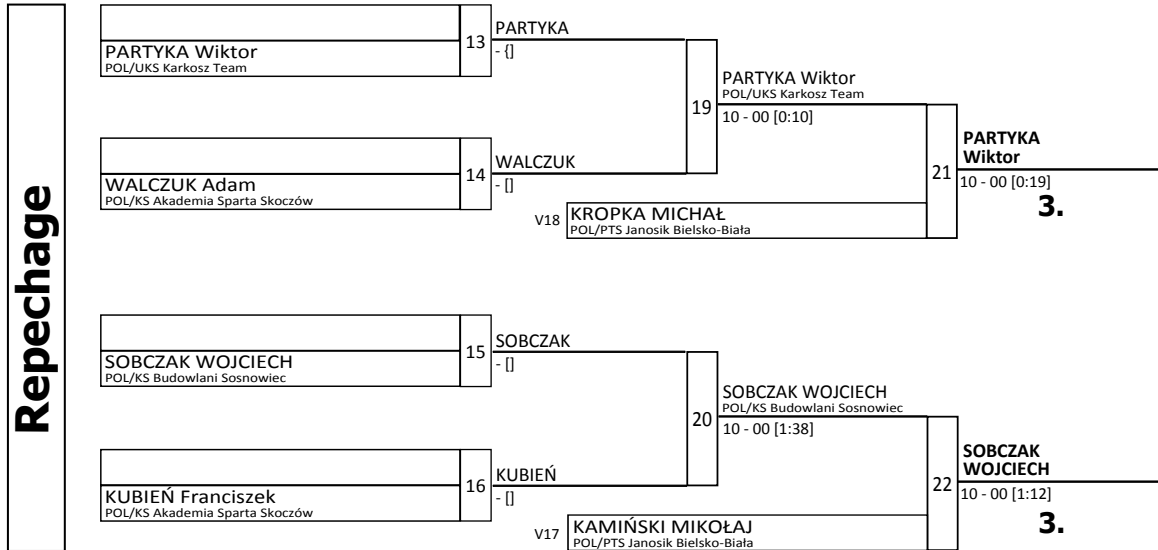 Repechage
PARTYKA Wiktor
POL/UKS Karkosz Team
13
PARTYKA
- {]
WALCZUK Adam
POL/KS Akademia Sparta Skoczów
14
WALCZUK
- []
19
PARTYKA Wiktor
POL/UKS Karkosz Team
10 - 00 [0:10]
V18
KROPKA MICHAŁ
POL/PTS Janosik Bielsko-Biała
21
PARTYKA
Wiktor
10 - 00 [0:19]
3.
SOBCZAK WOJCIECH
POL/KS Budowlani Sosnowiec
15
SOBCZAK
- []
KUBIEŃ Franciszek
POL/KS Akademia Sparta Skoczów
16
KUBIEŃ
- []
20
SOBCZAK WOJCIECH
POL/KS Budowlani Sosnowiec
10 - 00 [1:38]
V17
KAMIŃSKI MIKOŁAJ
POL/PTS Janosik Bielsko-Biała
22
SOBCZAK
WOJCIECH
10 - 00 [1:12]
3.